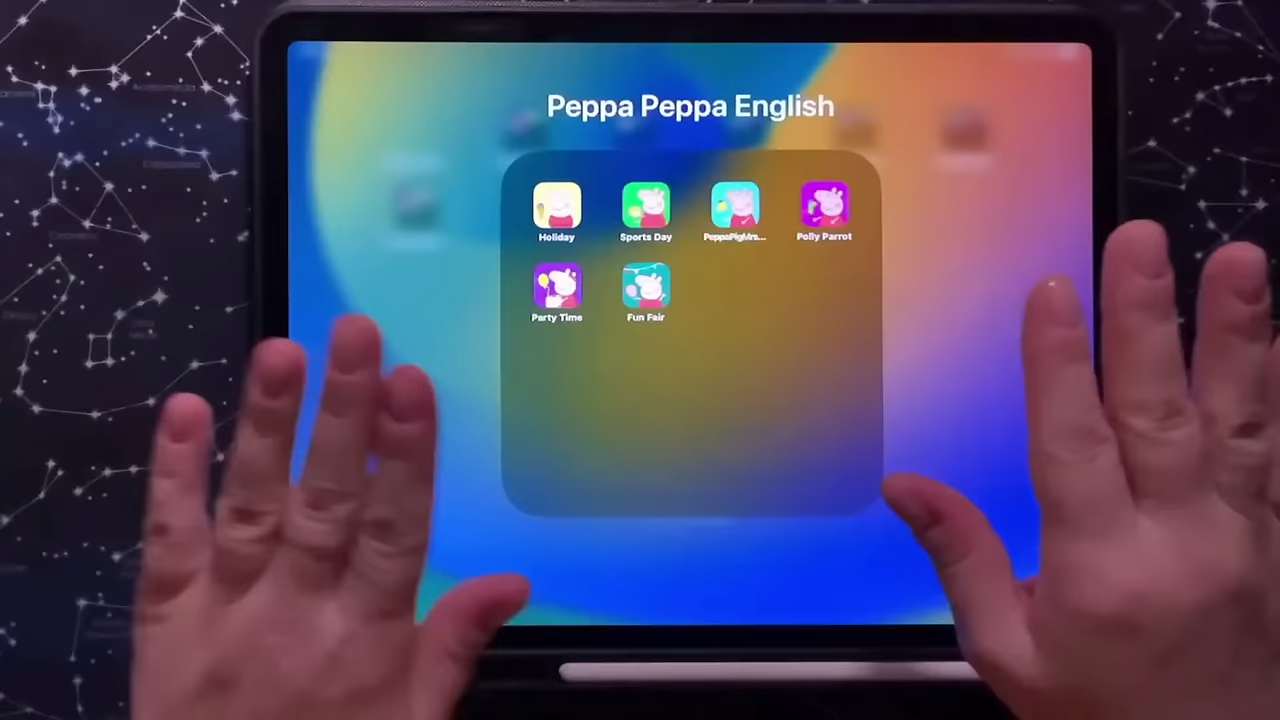 Peppa Peppa English
Holiday
Sports Day
PeppaPigMrs...
Polly Parrot
Party Time
Fun Fair